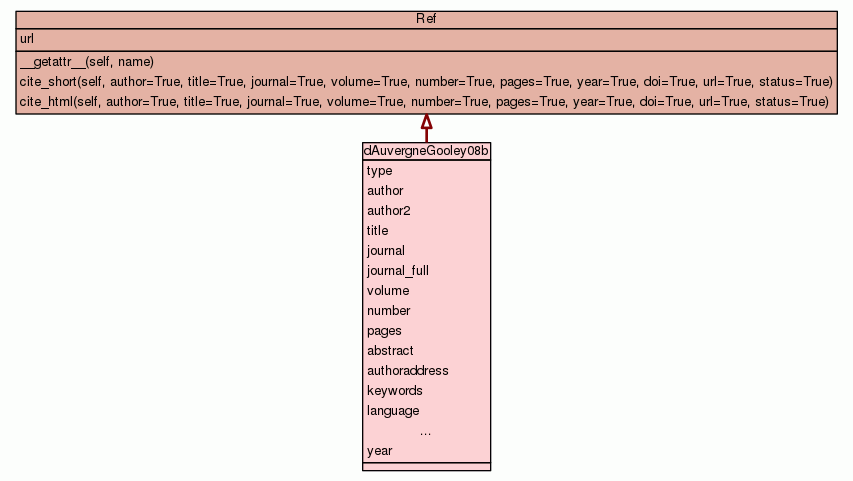 Ref
url
__getattr__(self, name)
cite_short(self, author=True, title=True, journal=True, volume=True, number=True, pages=True, year=True, doi=True, url=True, status=True)
cite_html(self, author=True, title=True, journal=True, volume=True, number=True, pages=True, year=True, doi=True, url=True, status=True)
dAuvergneGooley08b
type
author
author2
title
journal
journal_full
volume
number
pages
abstract
authoraddress
keywords
language
...
year